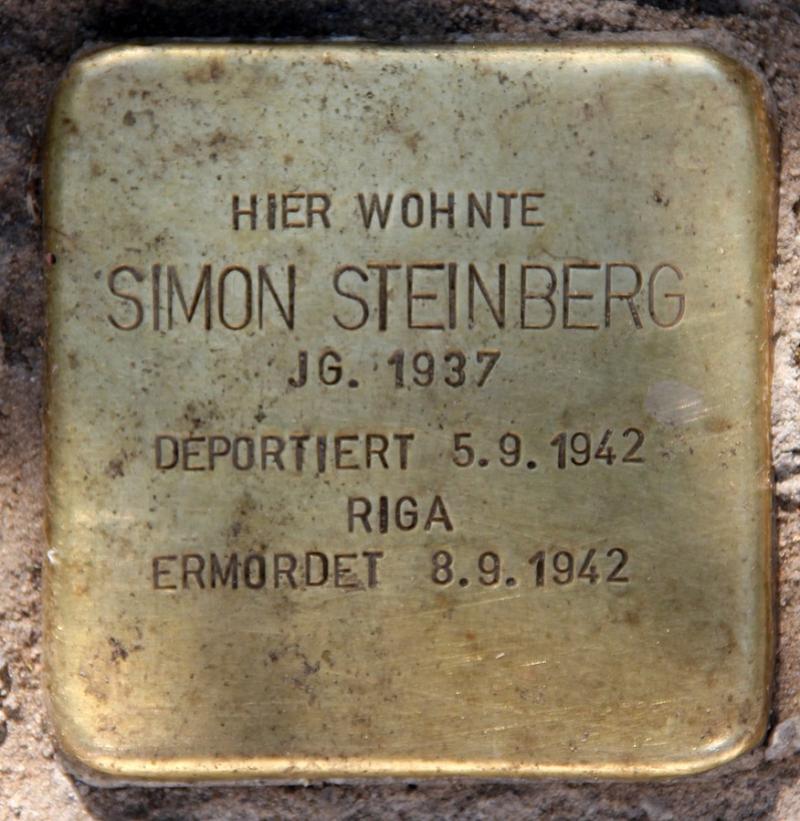 HIER WOHNTE
SIMON STEINBERG
JG. 1937
DEPORTIERT 5.9.1942
RIGA
ERMORDET 8.9.1942